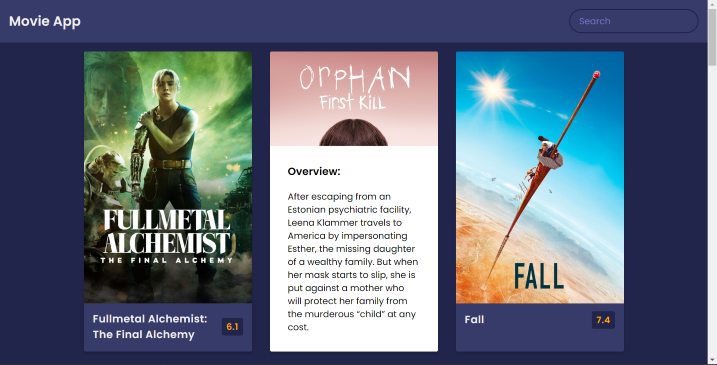 Movie App
Search
FULLMETAL
ALCHEMIST
THE FINAL ALCHEMY
Fullmetal Alchemist:
The Final Alchemy
6.1
ORPHAN
First Kill
Overview:
After escaping from an
Estonian psychiatric facility,
Leena Klammer travels to
America by impersonating
Esther, the missing daughter
of a wealthy family. But when
her mask starts to slip, she is
put against a mother who
will protect her family from
the murderous “child” at any
cost.
FALL
Fall
7.4